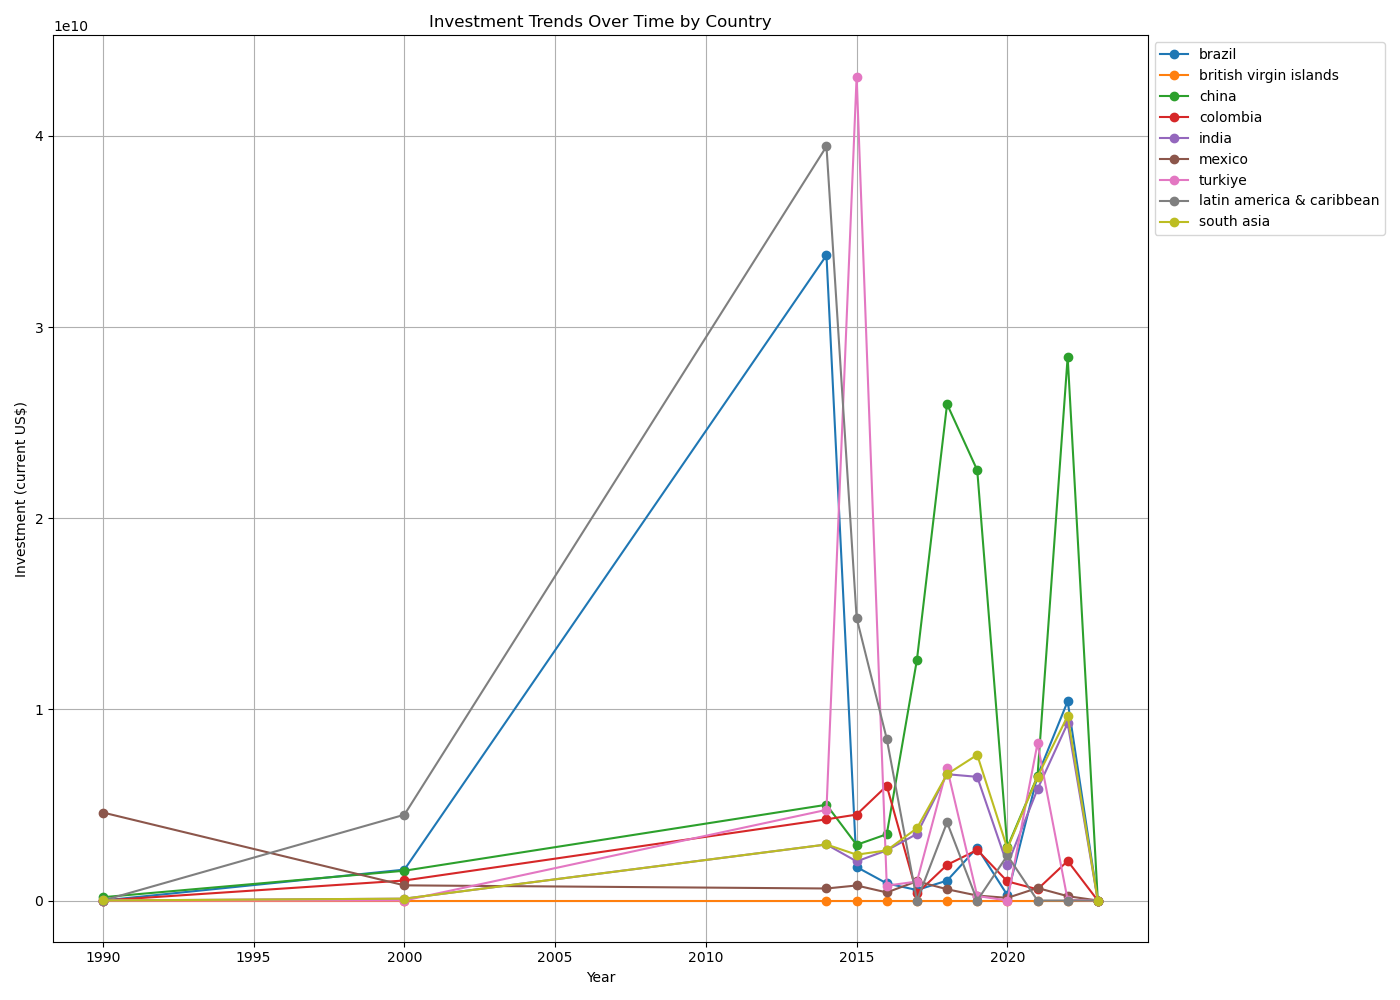 Investment Trends Over Time by Country
1e10
4
3
2
1
0
Investment (current US$)
1990
1995
2000
2005
2010
2015
2020
Year
brazil
british virgin islands
china
colombia
india
mexico
turkiye
latin america & caribbean
south asia